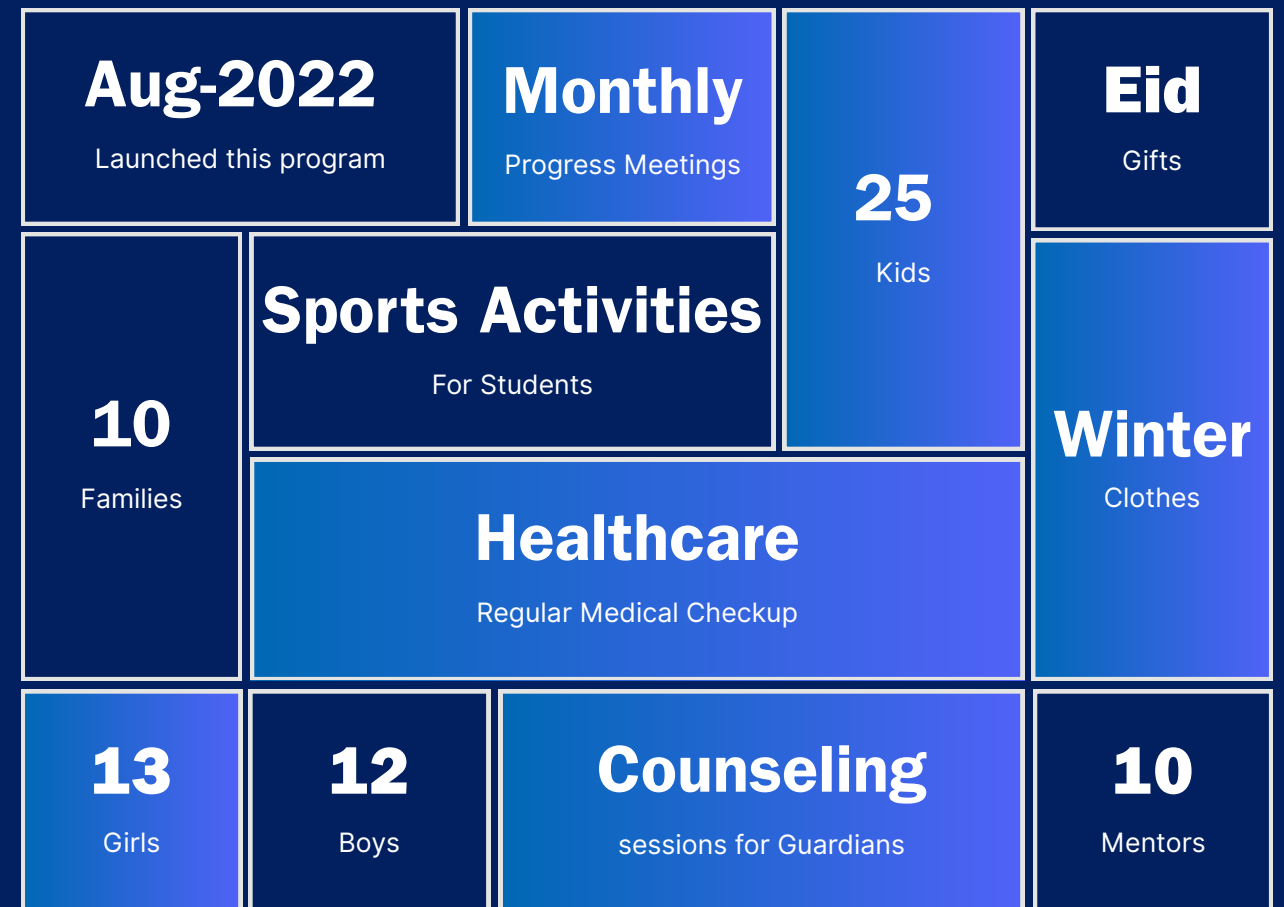 Aug-2022
Launched this program
Monthly
Progress Meetings
25
Kids
Eid
Gifts
10
Families
Sports Activities
For Students
Winter
Clothes
Healthcare
Regular Medical Checkup
13
Girls
12
Boys
Counseling
sessions for Guardians
10
Mentors